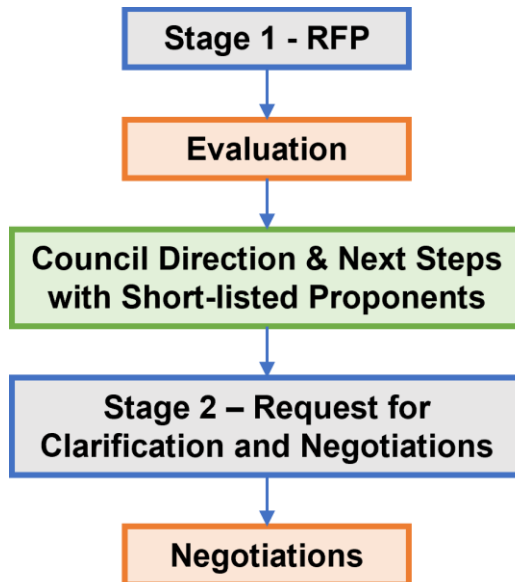 Stage 1 - RFP
Evaluation
Council Direction & Next Steps
with Short-listed Proponents
Stage 2 – Request for
Clarification and Negotiations
Negotiations